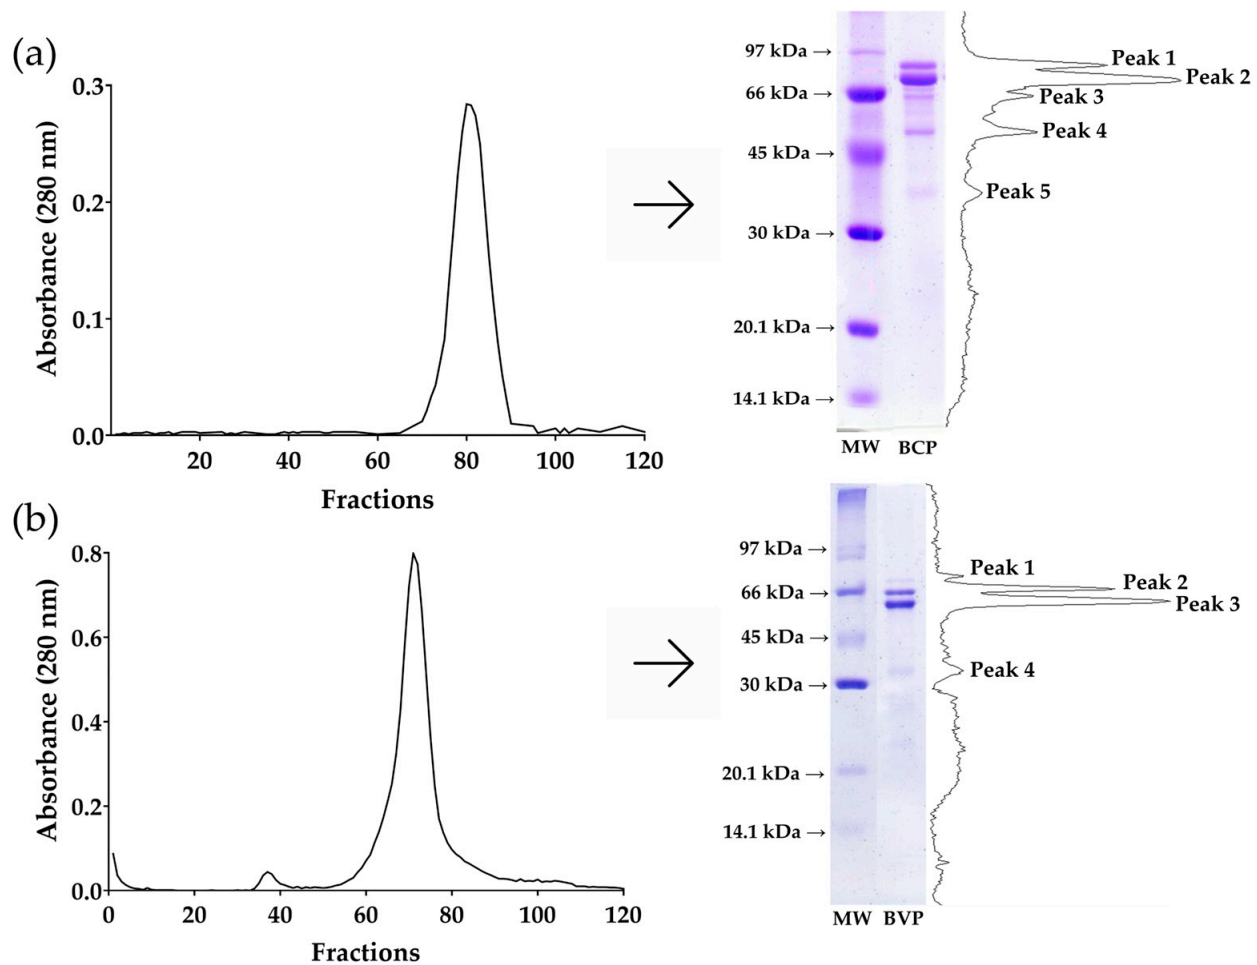 (a)
Absorbance (280 nm)
0.3
0.2
0.1
0.0
20 40 60 80 100 120
Fractions
97 kDa →
66 kDa →
45 kDa →
30 kDa →
20.1 kDa →
14.1 kDa →
MW BCP
Peak 1
Peak 2
Peak 3
Peak 4
Peak 5
(b)
Absorbance (280 nm)
0.8
0.6
0.4
0.2
0.0
0 20 40 60 80 100 120
Fractions
97 kDa →
66 kDa →
45 kDa →
30 kDa →
20.1 kDa →
14.1 kDa →
MW BVP
Peak 1
Peak 2
Peak 3
Peak 4